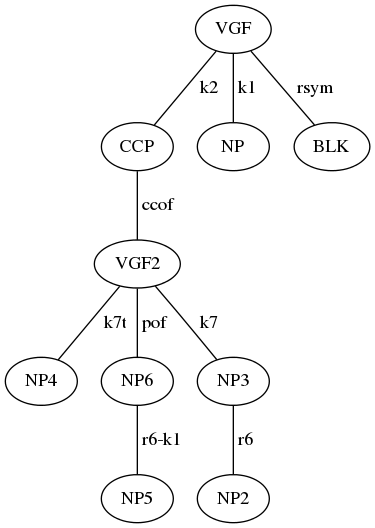 VGF
k2 k1 rsym
CCP NP BLK
ccof
VGF2
k7t pof k7
NP4 NP6 NP3
r6-k1 r6
NP5 NP2